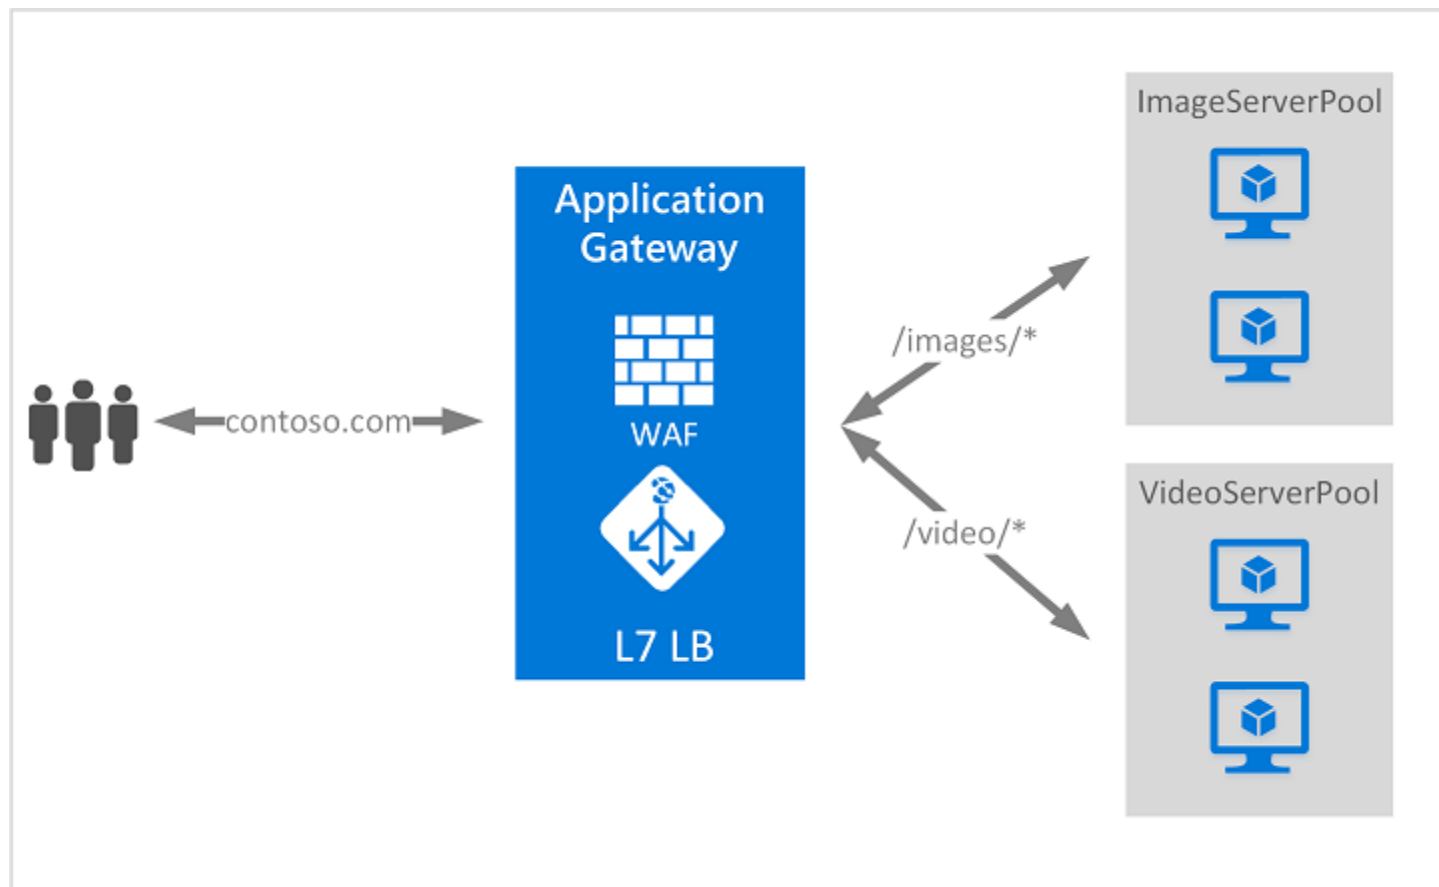 contoso.com
Application
Gateway
WAF
L7 LB
/images/*
/video/*
ImageServerPool
VideoServerPool